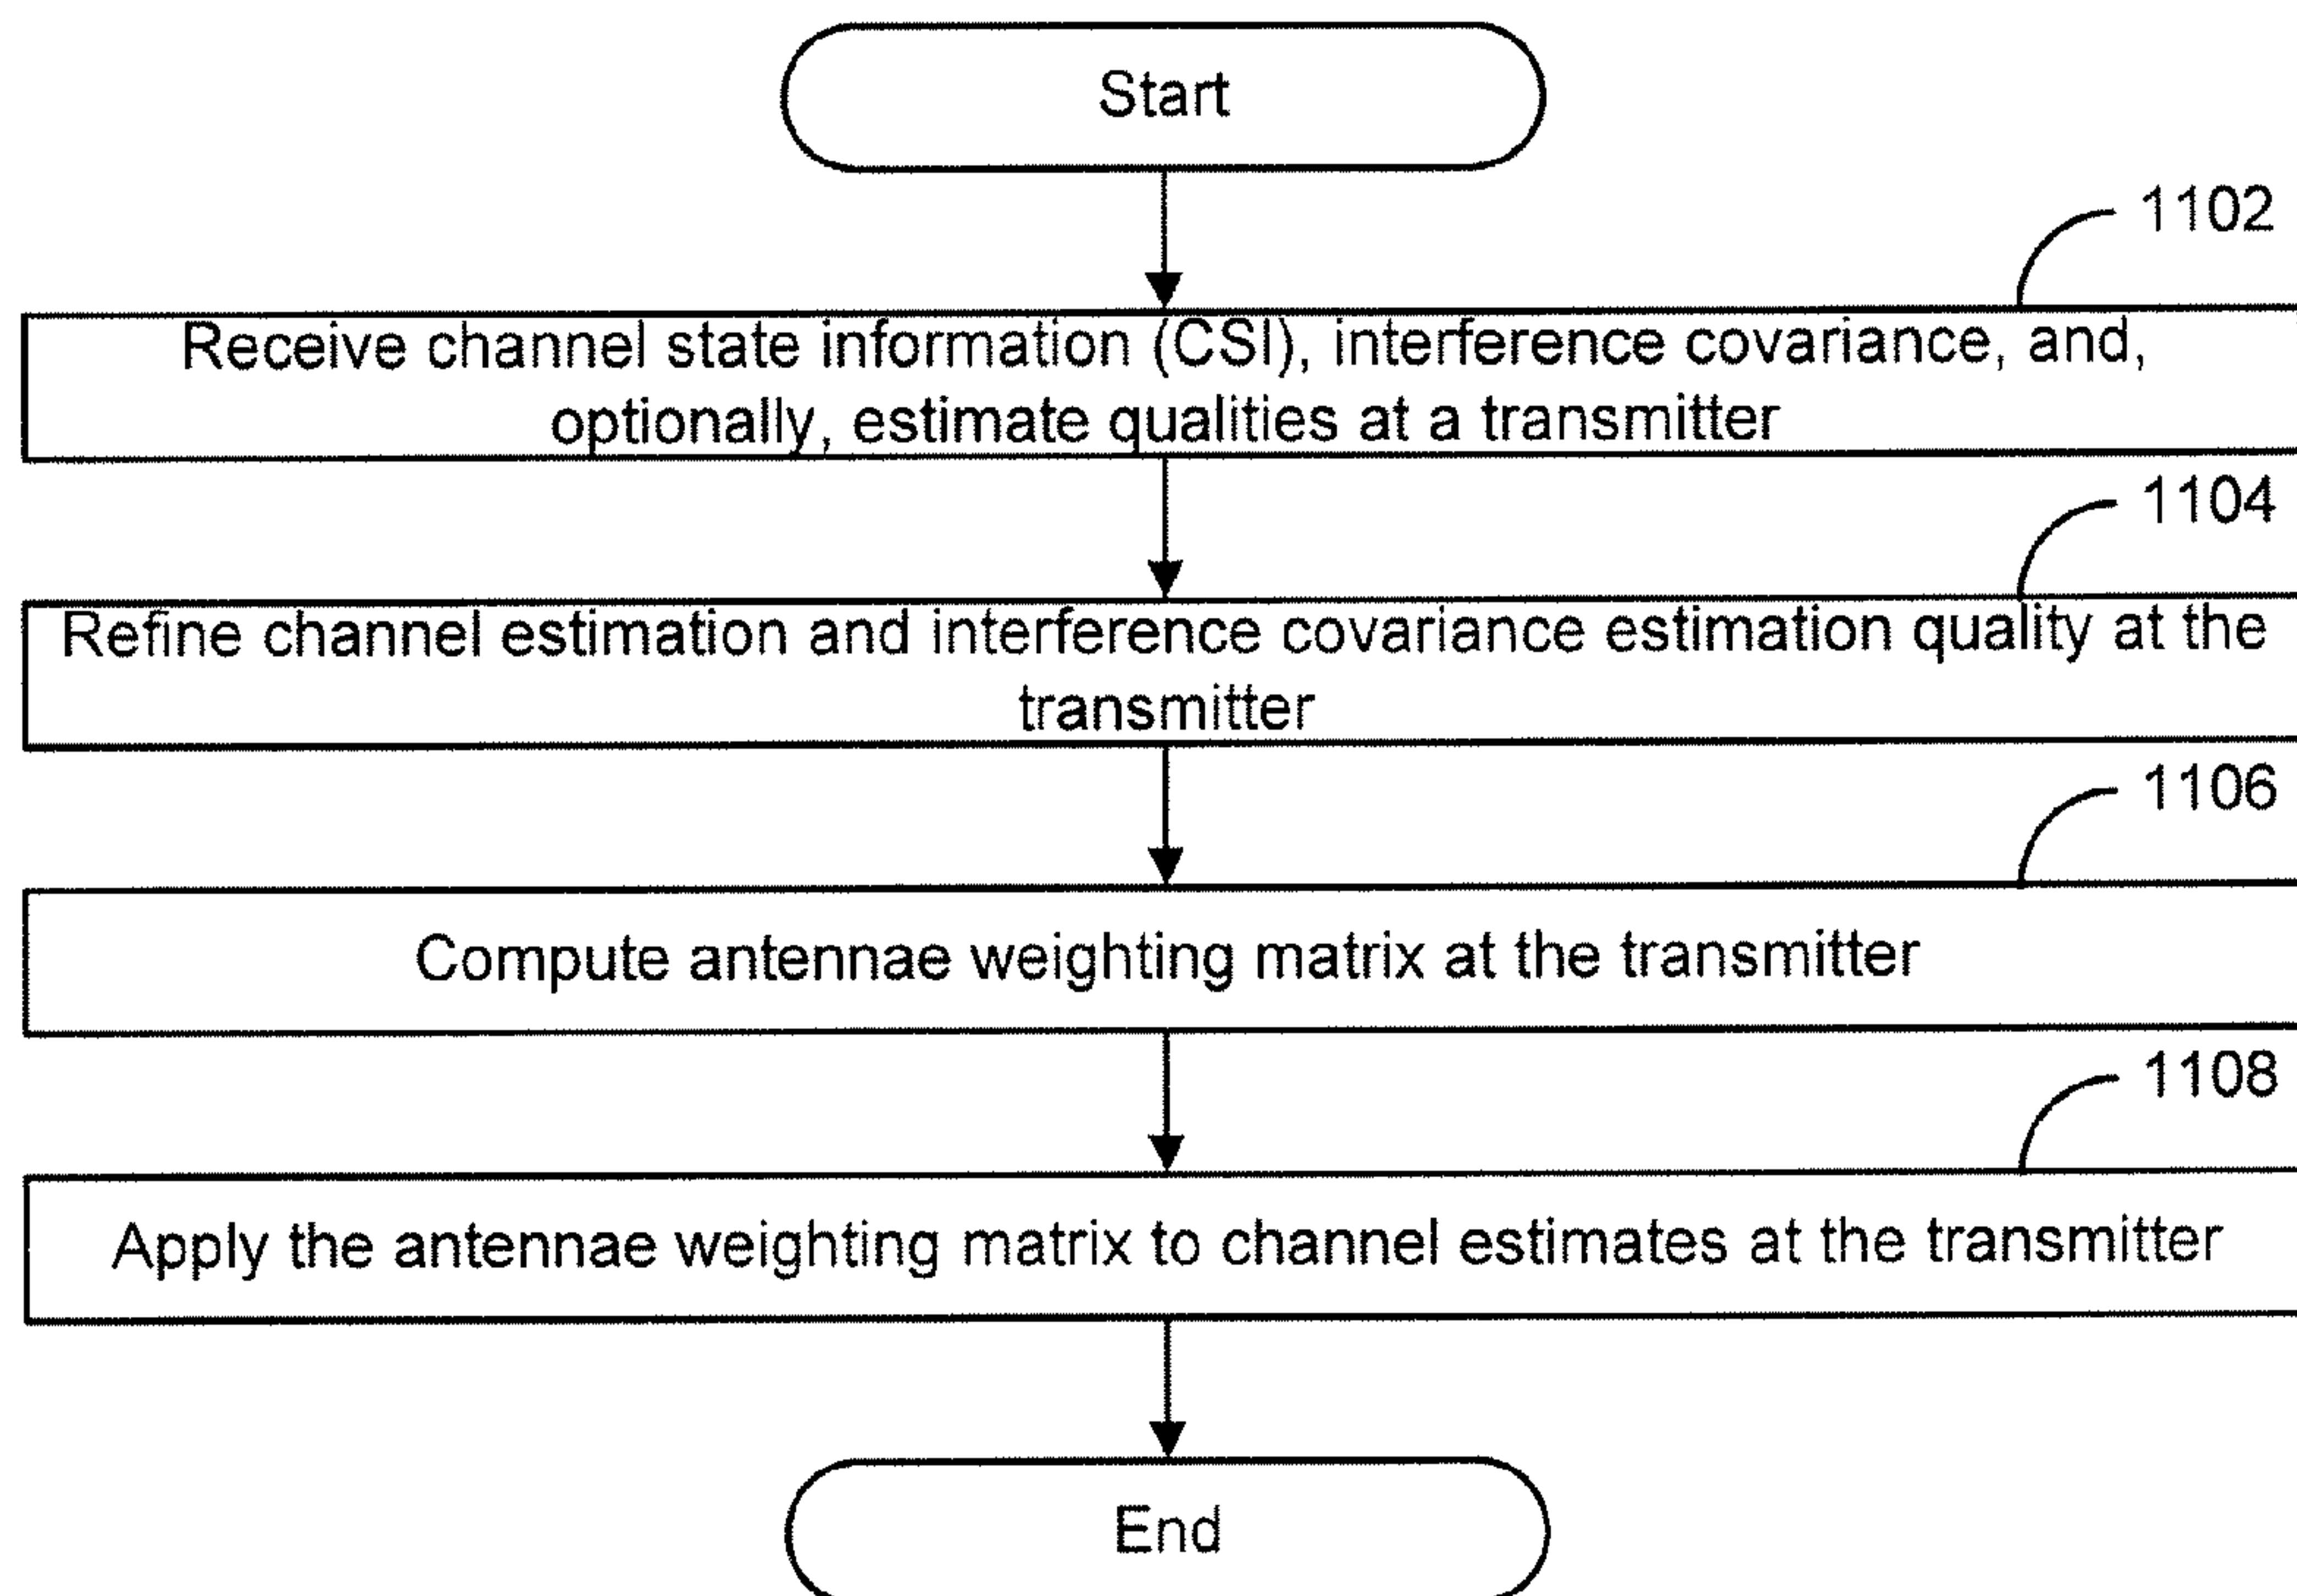 Start
1102
Receive channel state information (CSI), interference covariance, and,
optionally, estimate qualities at a transmitter
1104
Refine channel estimation and interference covariance estimation quality at the
transmitter
1106
Compute antennae weighting matrix at the transmitter
1108
Apply the antennae weighting matrix to channel estimates at the transmitter
End